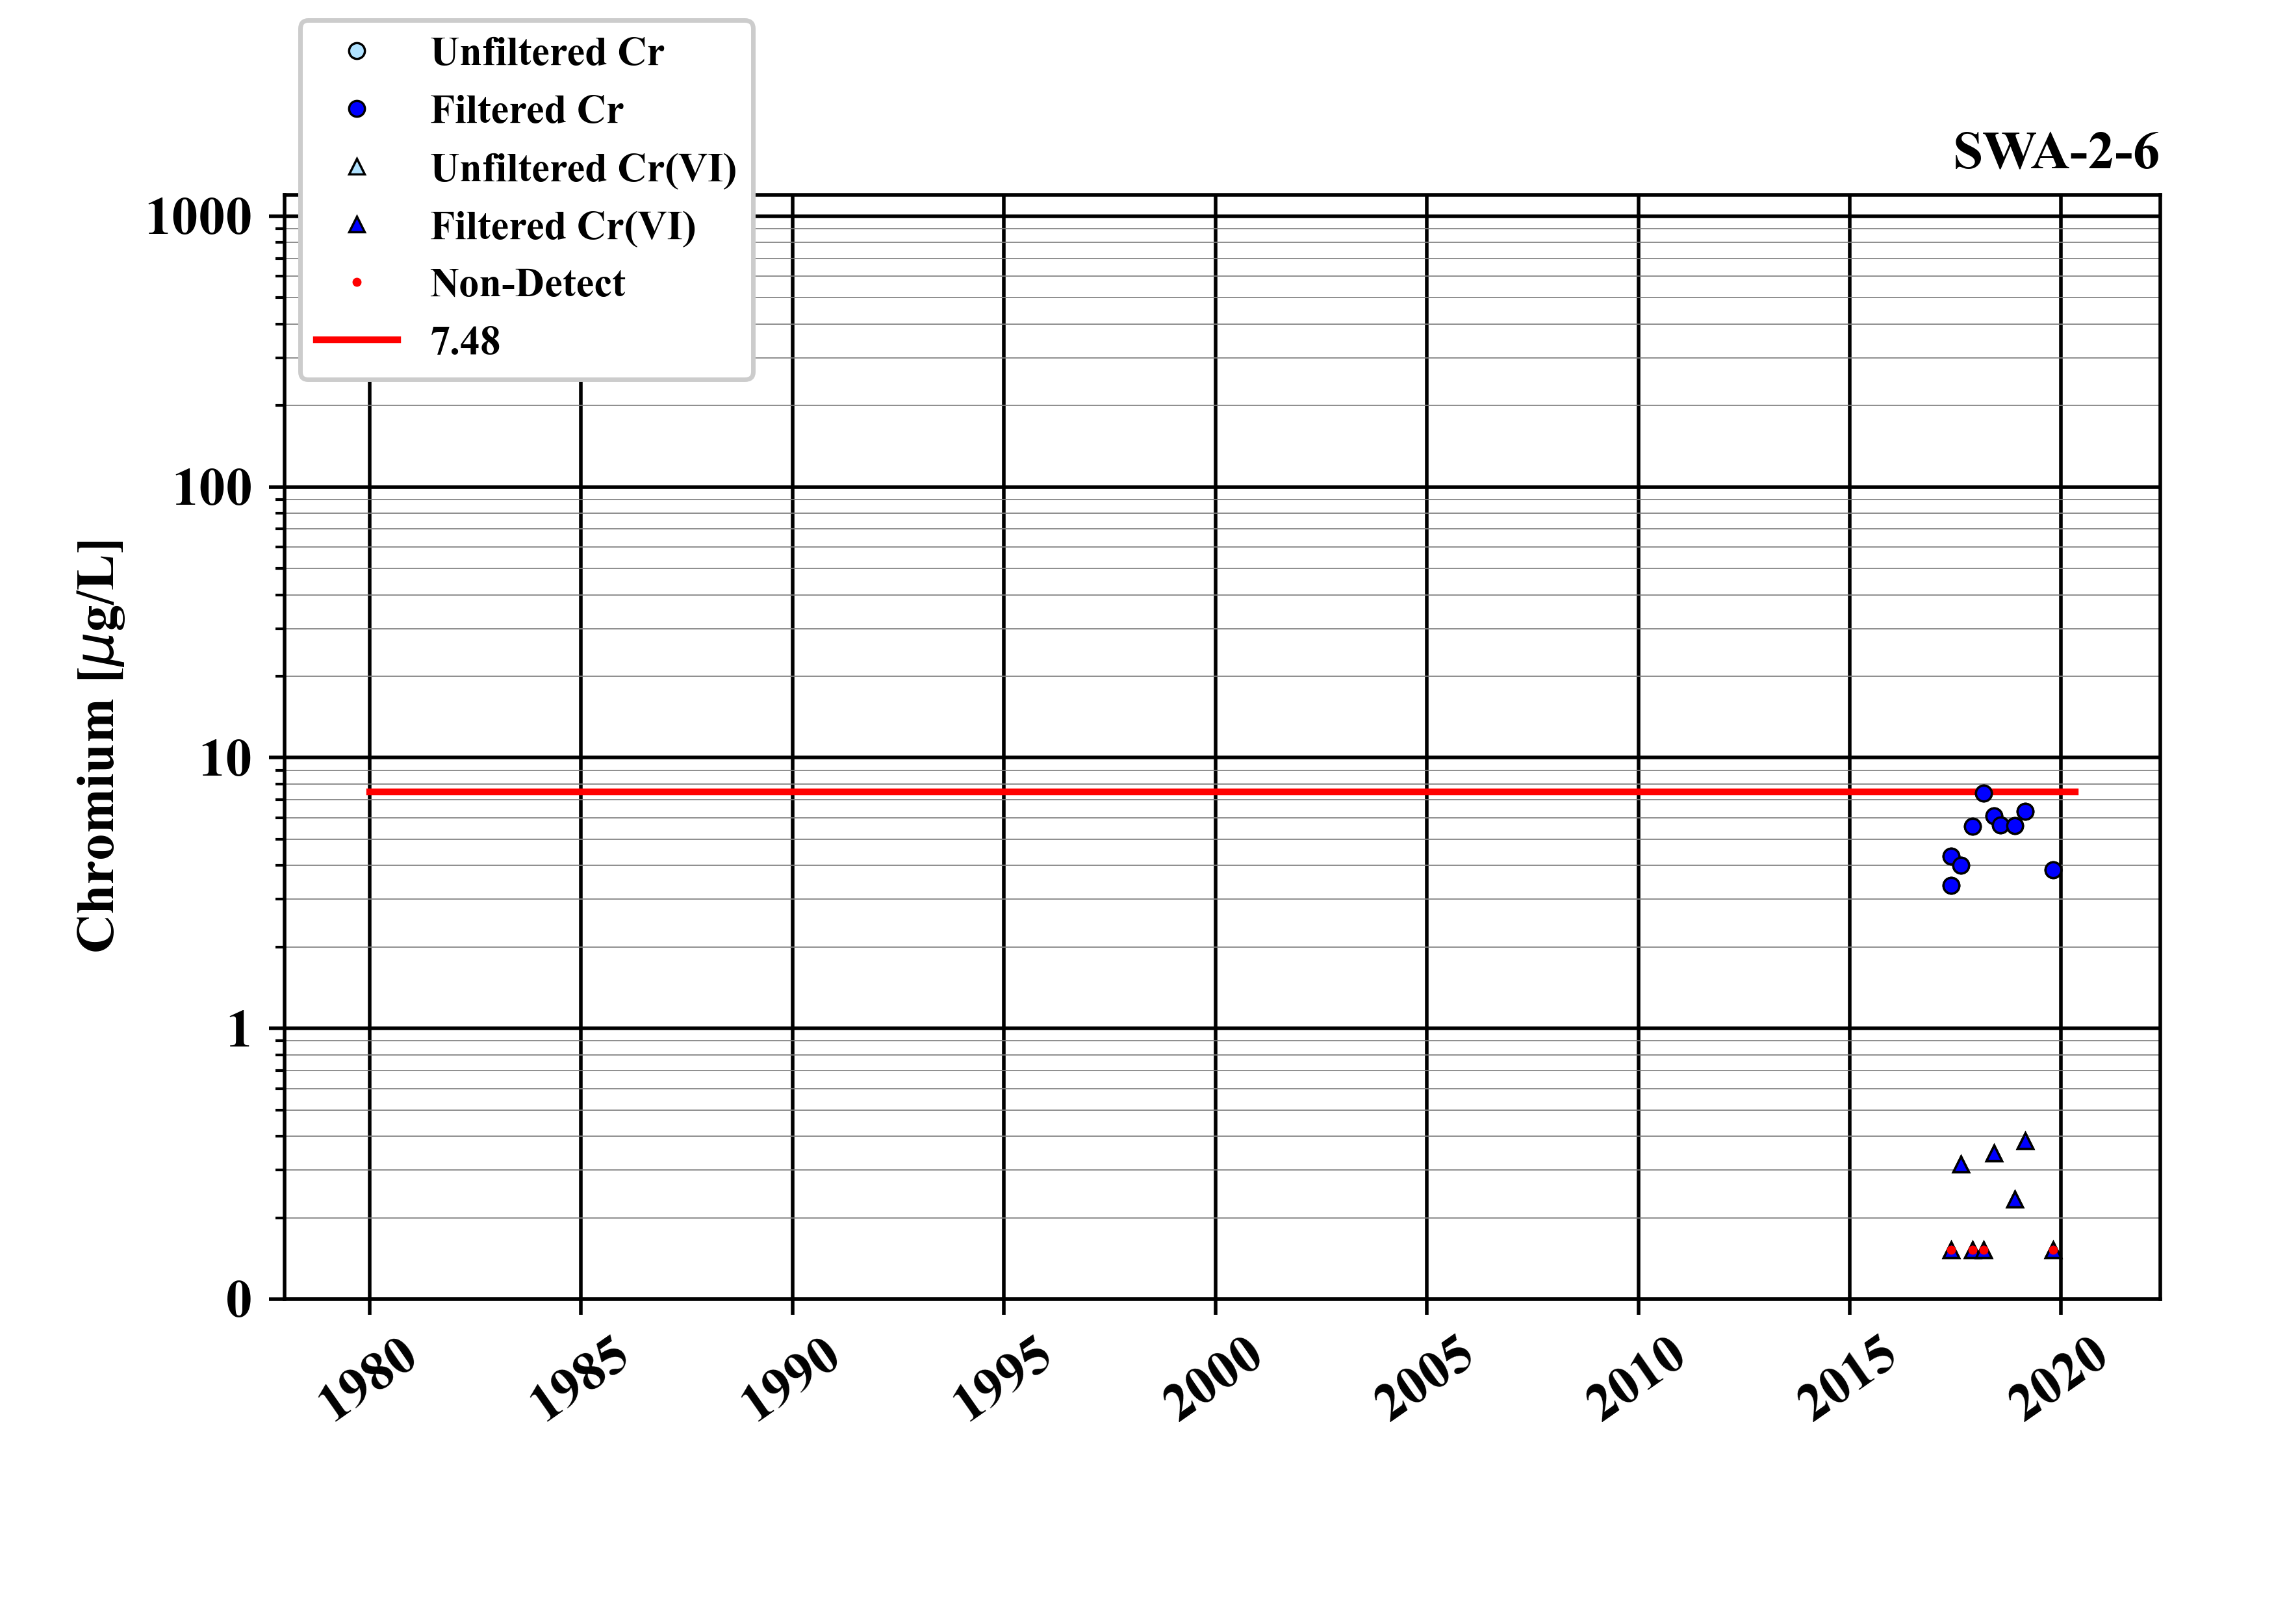 Unfiltered Cr
Filtered Cr
Unfiltered Cr(VI)
Filtered Cr(VI)
Non-Detect
7.48
SWA-2-6
1000
100
10
1
0
Chromium [μg/L]
1980
1985
1990
1995
2000
2005
2010
2015
2020